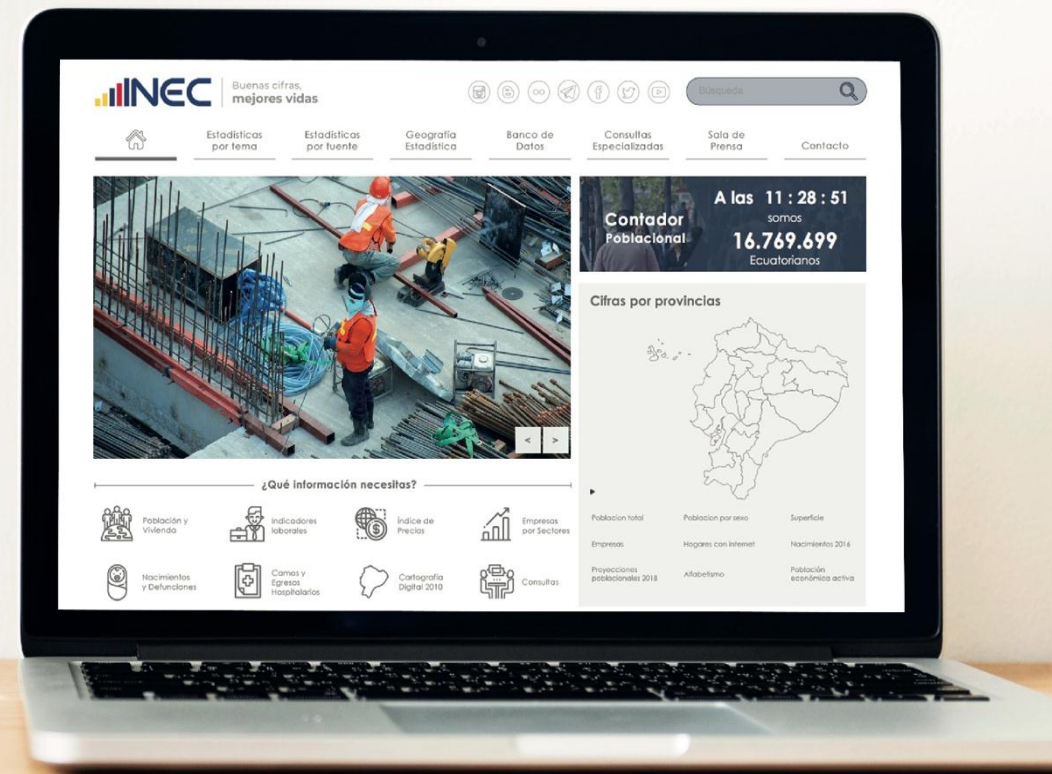 INEC
Buenas cifras,
mejores vidas
Búsqueda
Estadísticas
por tema
Estadísticas
por fuente
Geografía
Estadística
Banco de
Datos
Consultas
Especializadas
Sala de
Prensa
Contacto
Contador
Poblacional
A las 11 : 28 : 51
somos
16.769.699
Ecuatorianos
Cifras por provincias
< >
¿Qué información necesitas?
Población y
Vivienda
Indicadores
laborales
Índice de
Precios
Empresas
por Sectores
Nacimientos
y Defunciones
Camas y
Egresos
Hospitalarios
Cartografía
Digital 2010
Consultas
Poblacion total
Poblacion por sexo
Superficie
Empresas
Hogares con internet
Nacimientos 2016
Proyecciones
poblacionales 2018
Alfabetismo
Población
económica activa